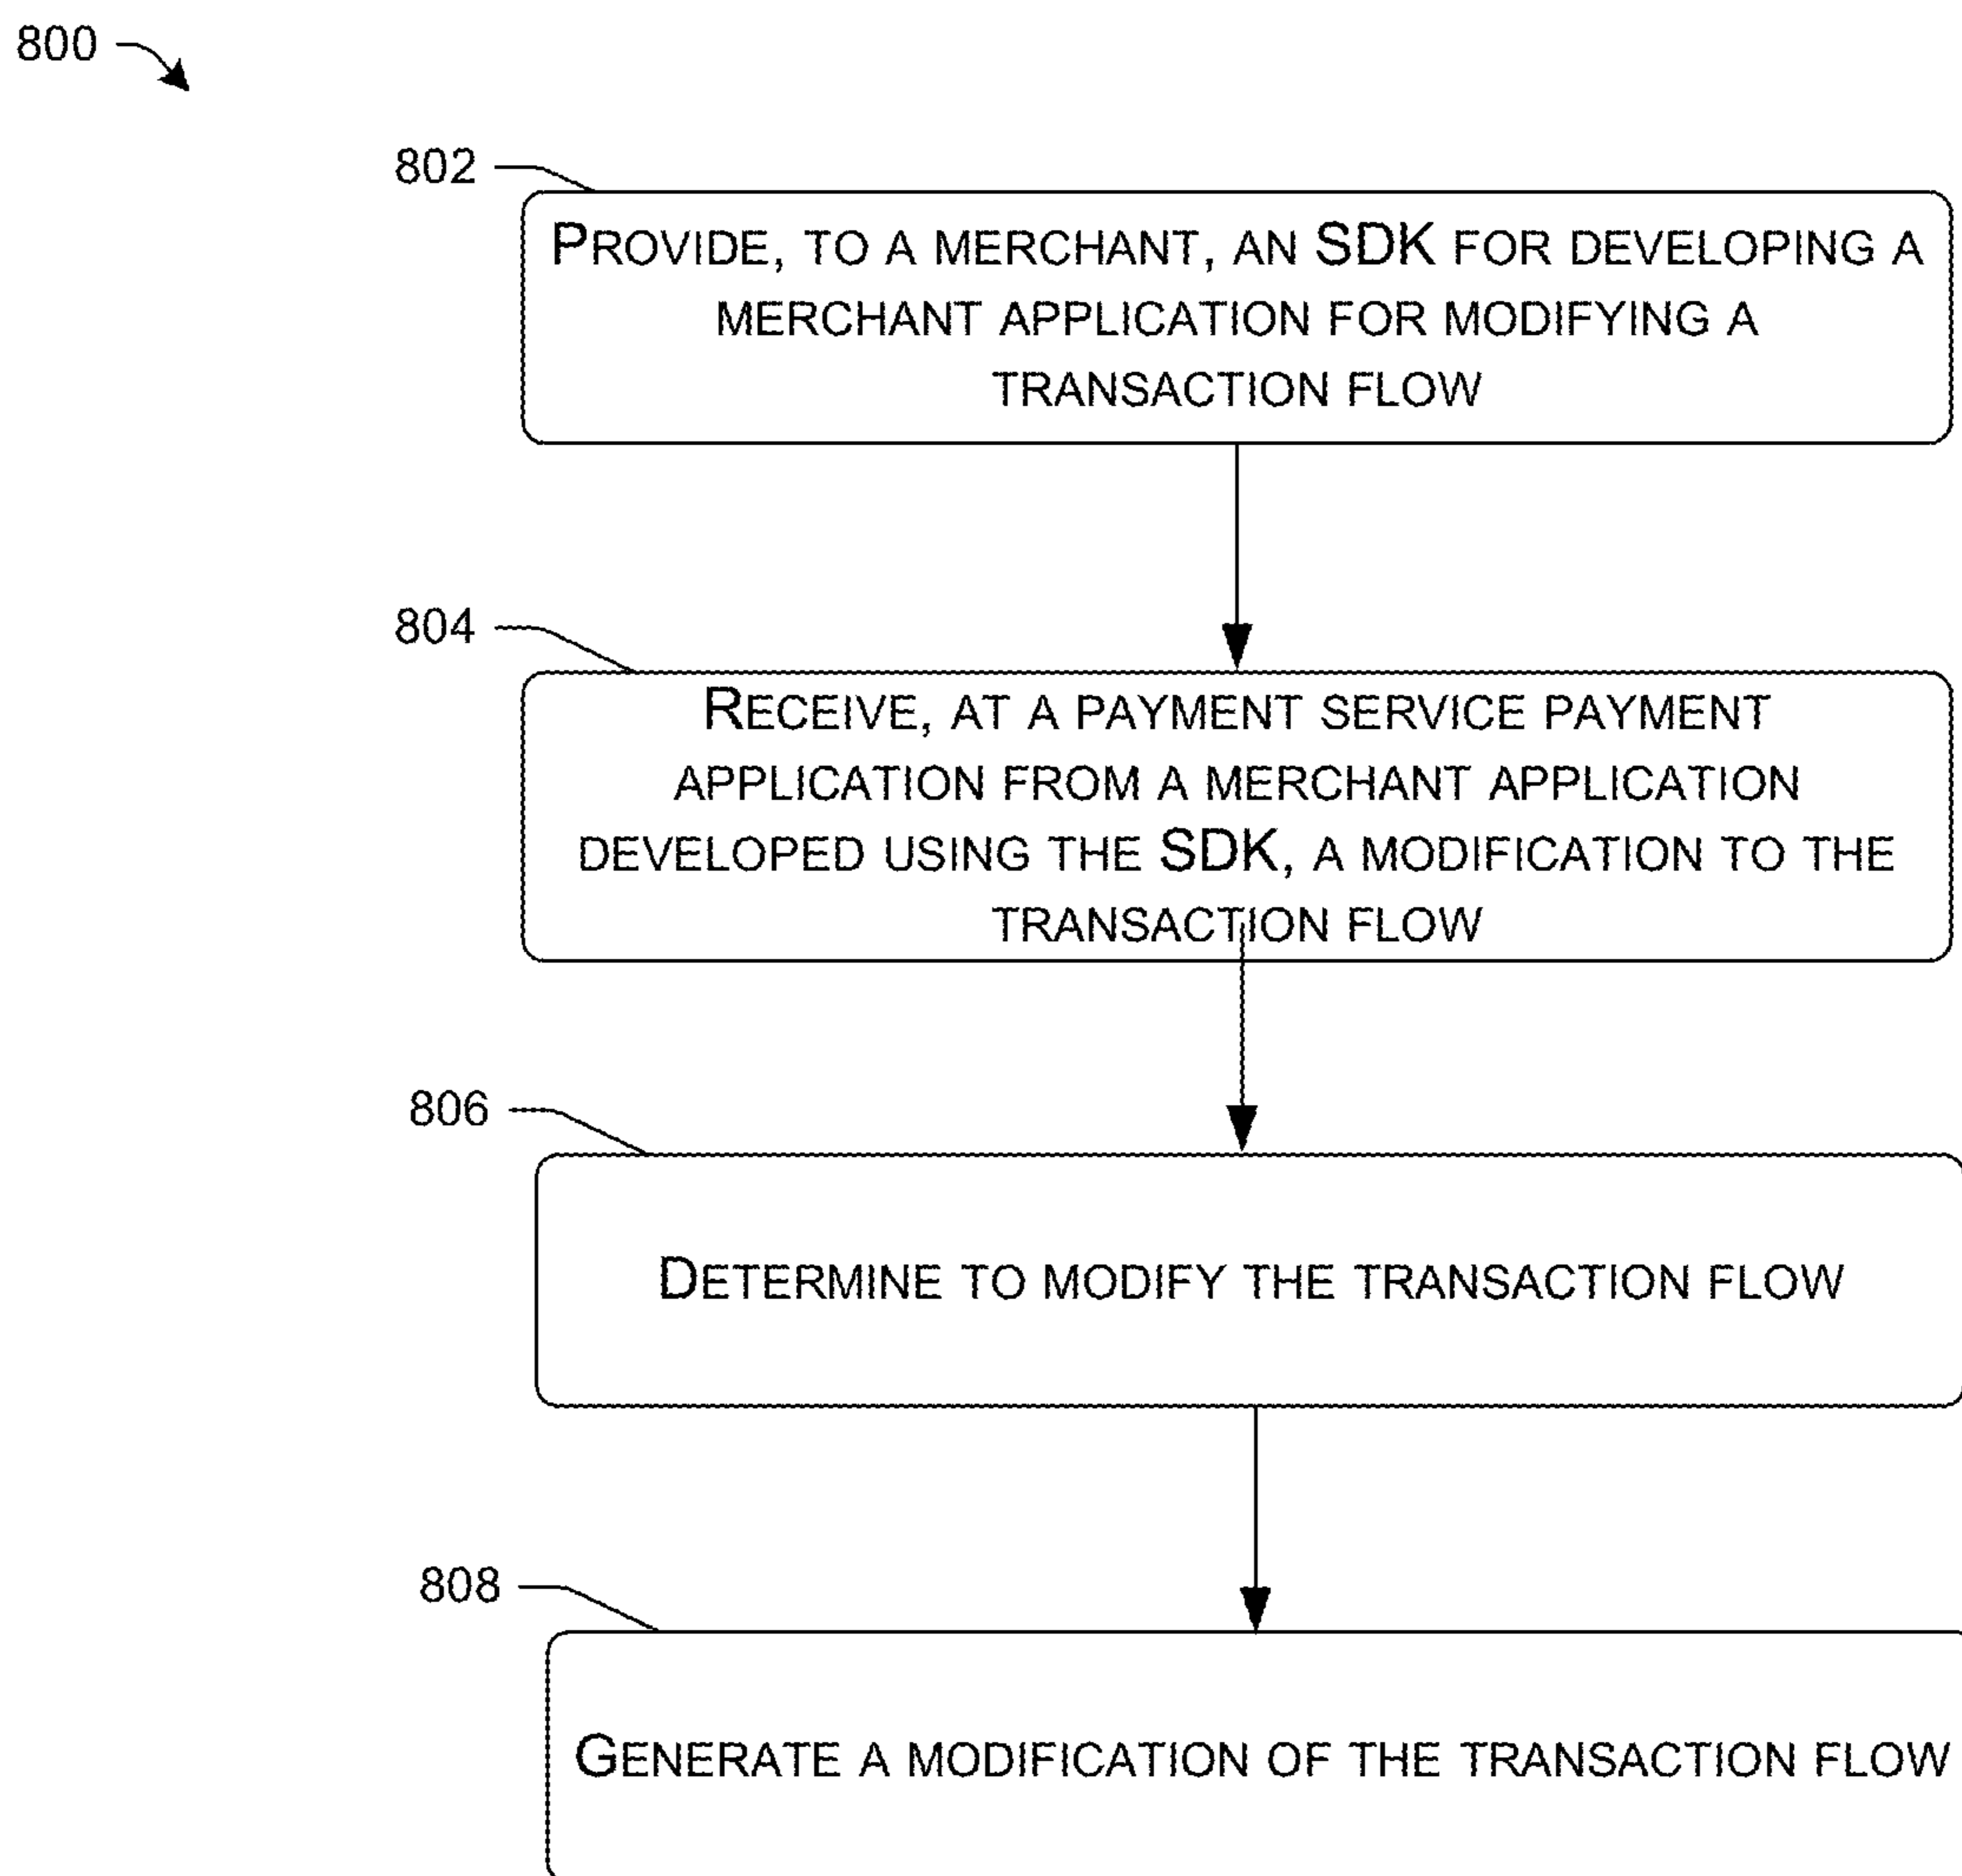 800
802
PROVIDE, TO A MERCHANT, AN SDK FOR DEVELOPING A
MERCHANT APPLICATION FOR MODIFYING A
TRANSACTION FLOW
804
RECEIVE, AT A PAYMENT SERVICE PAYMENT
APPLICATION FROM A MERCHANT APPLICATION
DEVELOPED USING THE SDK, A MODIFICATION TO THE
TRANSACTION FLOW
806
DETERMINE TO MODIFY THE TRANSACTION FLOW
808
GENERATE A MODIFICATION OF THE TRANSACTION FLOW